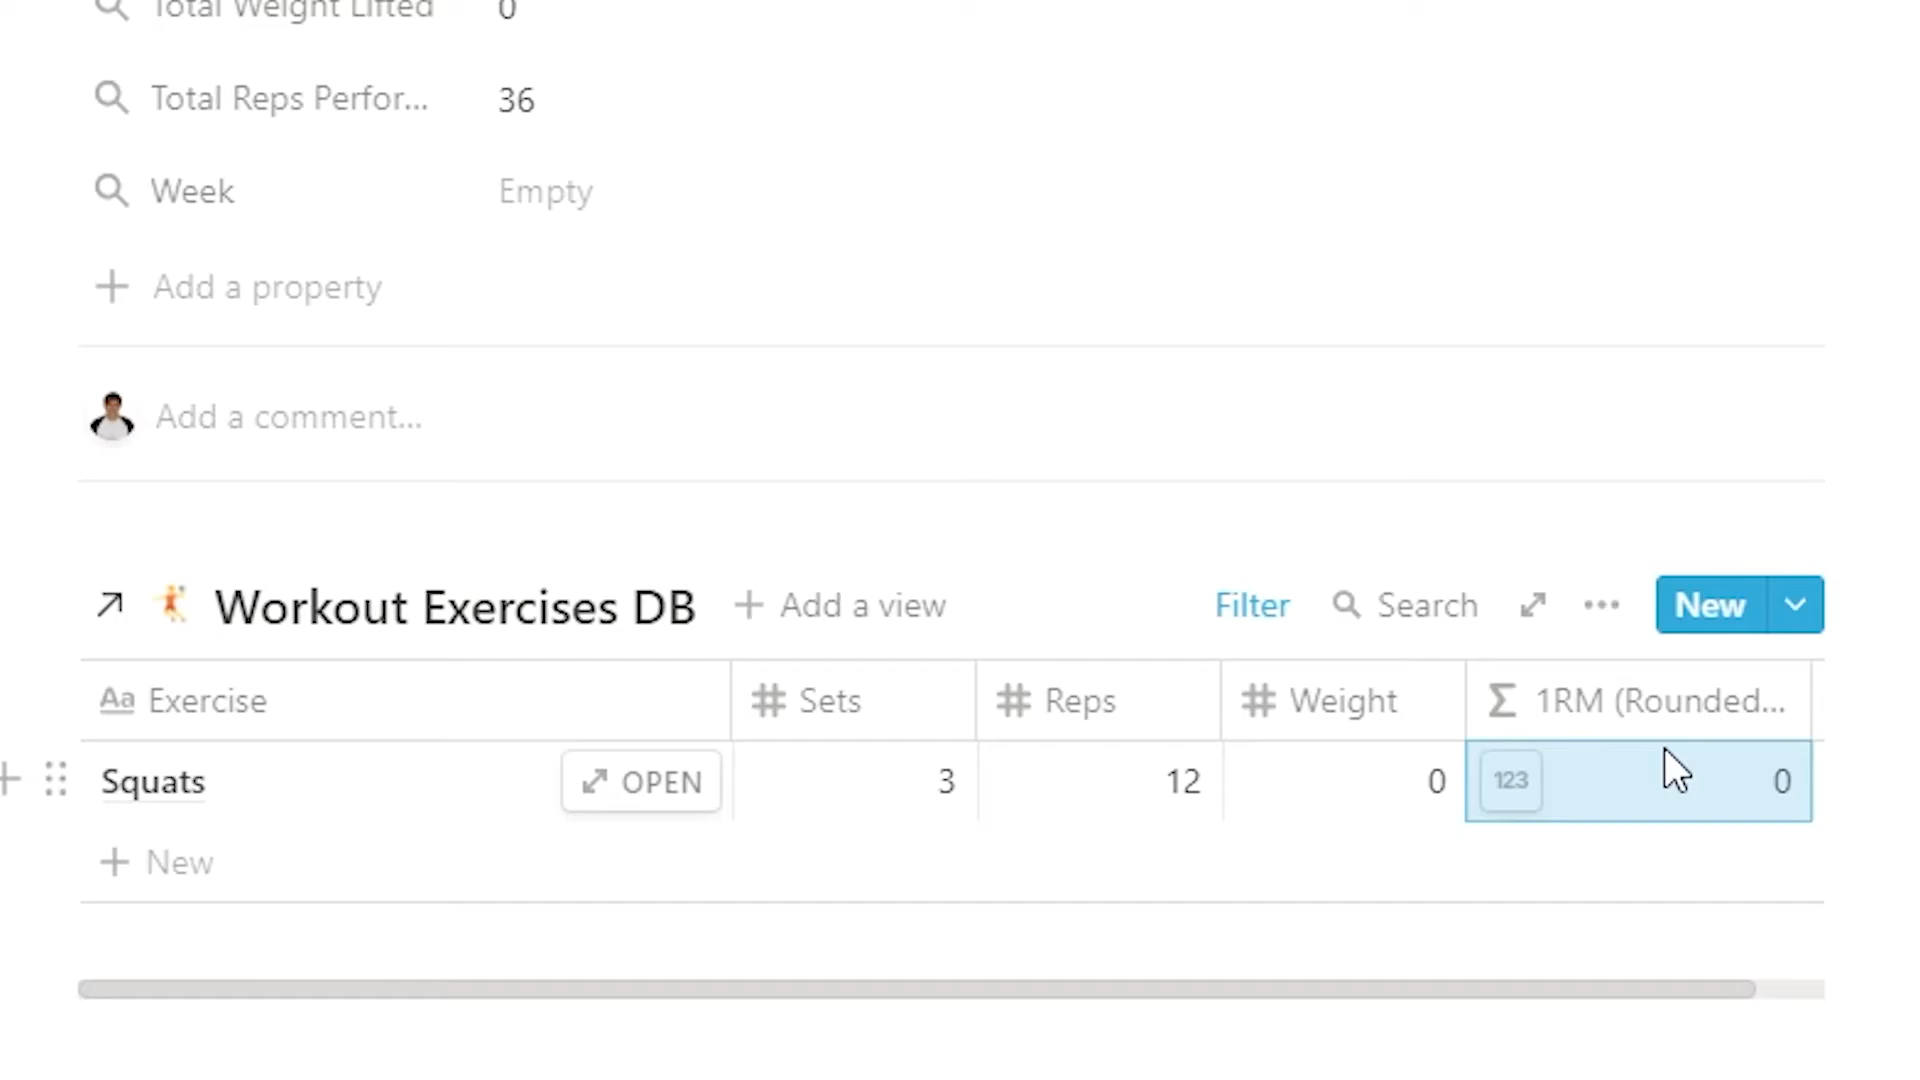 Total Weight Lifted 0
Total Reps Perfor... 36
Week Empty
Add a property
Add a comment...
Workout Exercises DB Add a view Filter Search New
Aa Exercise Sets Reps Weight 1RM (Rounded...
Squats OPEN 3 12 0 123 0
New